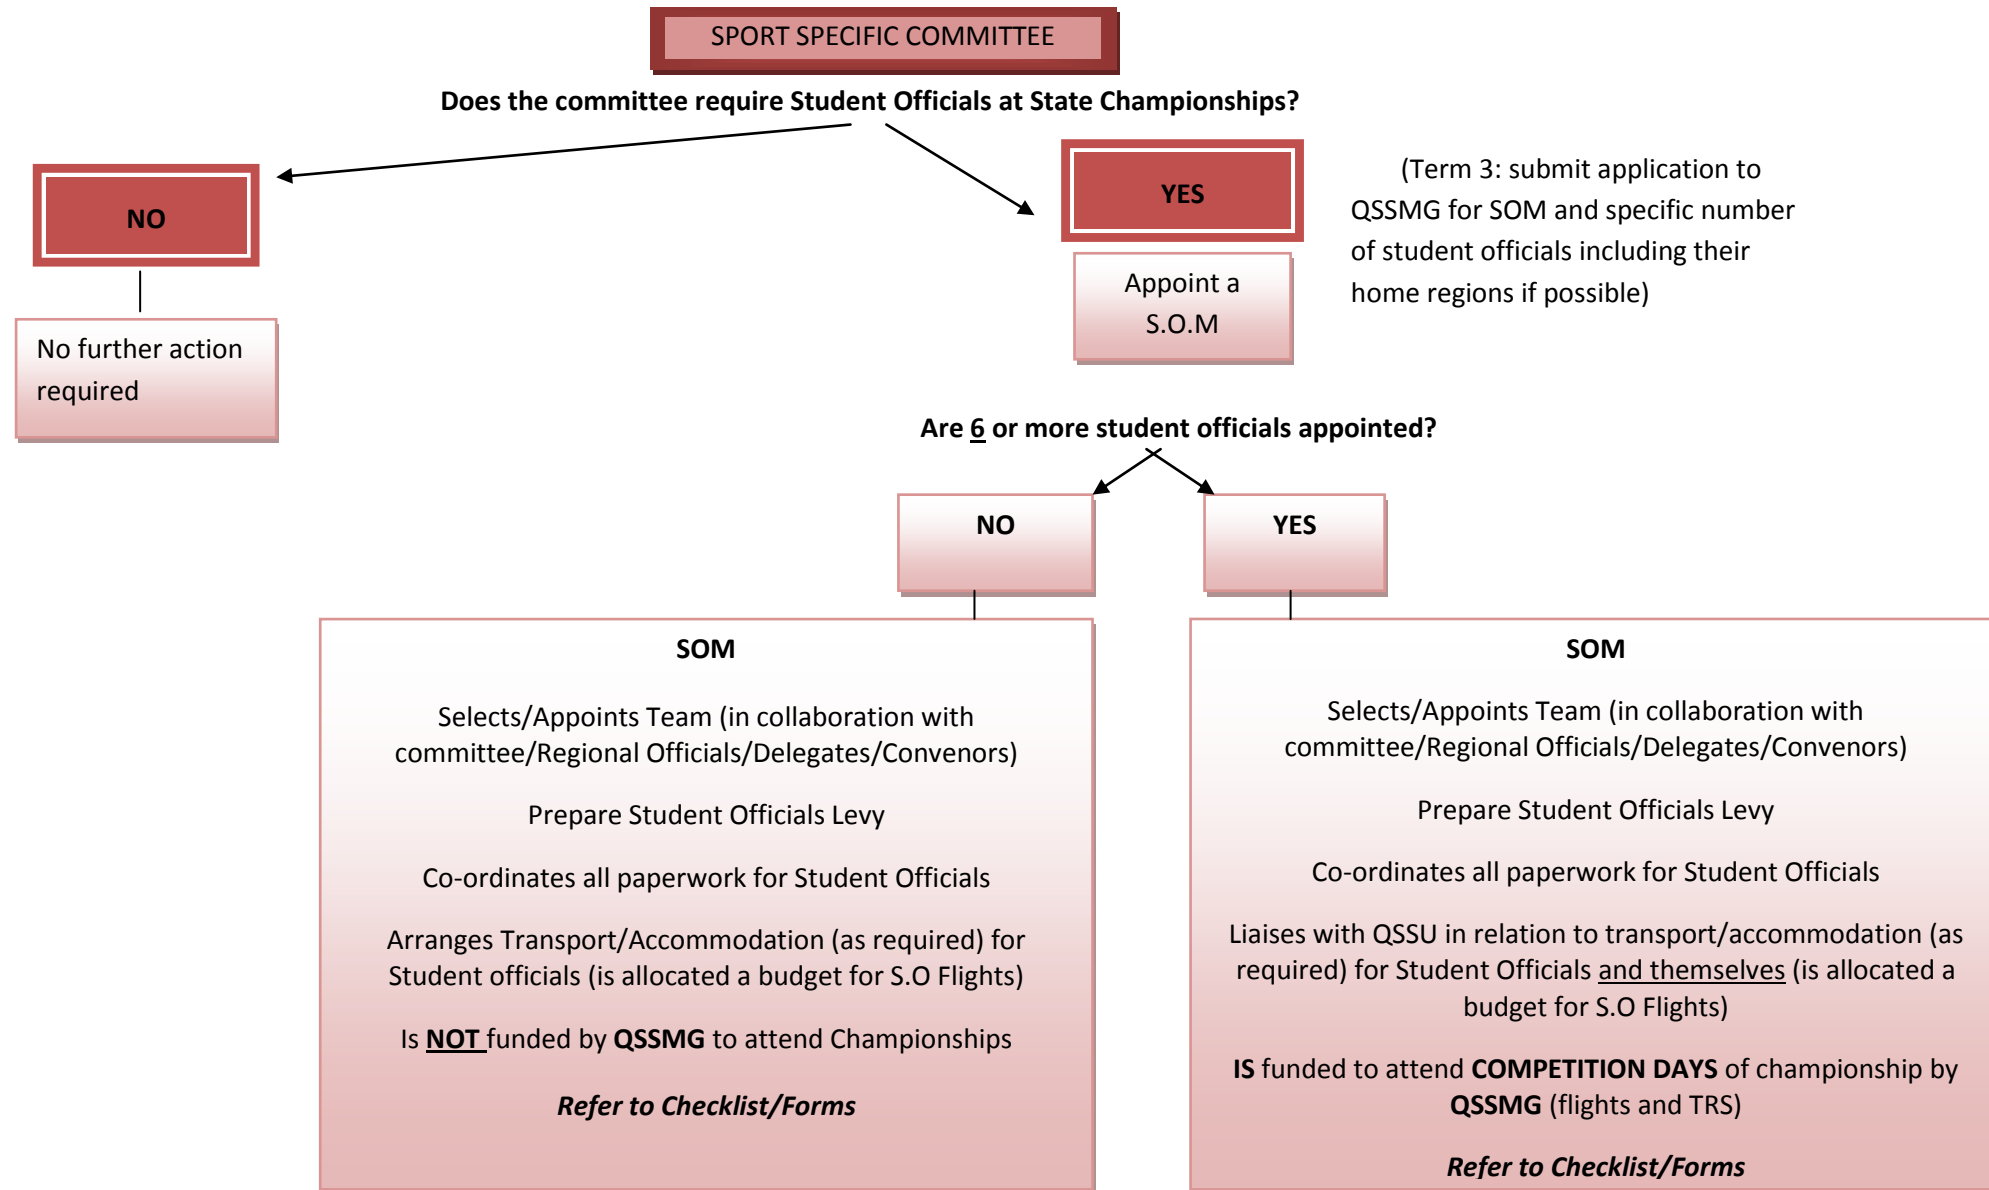 SPORT SPECIFIC COMMITTEE
Does the committee require Student Officials at State Championships?
NO
No further action
required
YES
Appoint a
S.O.M
(Term 3: submit application to
QSSMG for SOM and specific number
of student officials including their
home regions if possible)
Are 6 or more student officials appointed?
NO
YES
SOM
Selects/Appoints Team (in collaboration with
committee/Regional Officials/Delegates/Convenors)
Prepare Student Officials Levy
Co-ordinates all paperwork for Student Officials
Arranges Transport/Accommodation (as required) for
Student officials (is allocated a budget for S.O Flights)
Is NOT funded by QSSMG to attend Championships
Refer to Checklist/Forms
SOM
Selects/Appoints Team (in collaboration with
committee/Regional Officials/Delegates/Convenors)
Prepare Student Officials Levy
Co-ordinates all paperwork for Student Officials
Liaises with QSSU in relation to transport/accommodation (as
required) for Student Officials and themselves (is allocated a
budget for S.O Flights)
IS funded to attend COMPETITION DAYS of championship by
QSSMG (flights and TRS)
Refer to Checklist/Forms